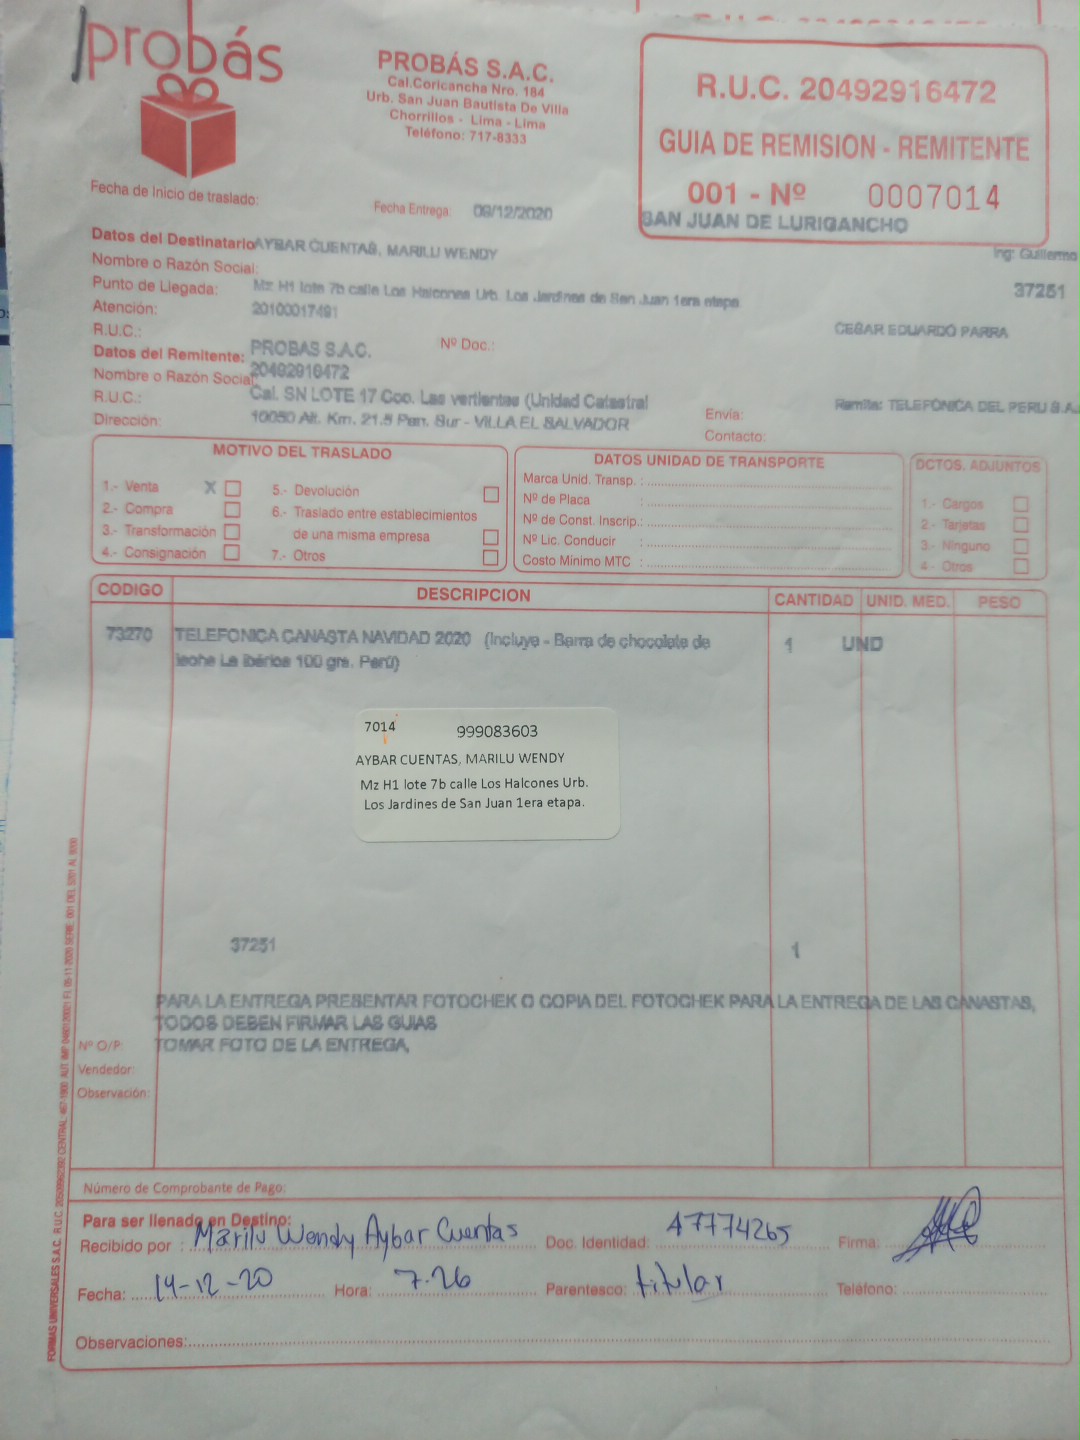 probás
PROBÁS S.A.C.
Cal.Coricancha Nro. 184
Urb. San Juan Bautista De Villa
Chorrillos - Lima - Lima
Teléfono: 717-8333
R.U.C. 20492916472
GUIA DE REMISION - REMITENTE
001 - Nº 0007014
SAN JUAN DE LURIGANCHO
Fecha de Inicio de traslado:
Fecha Entrega: 09/12/2020
Ing: Guillermo
Datos del Destinatario AYBAR CUENTAS, MARILU WENDY
Nombre o Razón Social:
Punto de Llegada: Mz H1 lote 7b calle Los Halcones Urb. Los Jardines de San Juan 1era etapa 37251
Atención: 20100017491
R.U.C.: Nº Doc.: CESAR EDUARDO PARRA
Datos del Remitente: PROBAS S.A.C.
Nombre o Razón Social: 20492916472
R.U.C.: Cal. SN LOTE 17 Cco. Las vertientes (Unidad Catastral Envía: Remite: TELEFÓNICA DEL PERU S.A.
Dirección: 10050 Alt. Km. 21.5 Pan. Sur - VILLA EL SALVADOR Contacto:
MOTIVO DEL TRASLADO
1.- Venta X
2.- Compra
3.- Transformación
4.- Consignación
5.- Devolución
6.- Traslado entre establecimientos
de una misma empresa
7.- Otros
DATOS UNIDAD DE TRANSPORTE
Marca Unid. Transp. :
Nº de Placa :
Nº de Const. Inscrip.:
Nº Lic. Conducir :
Costo Mínimo MTC :
DCTOS. ADJUNTOS
1.- Cargos
2.- Tarjetas
3.- Ninguno
4.- Otros
CODIGO DESCRIPCION CANTIDAD UNID. MED. PESO
73270 TELEFONICA CANASTA NAVIDAD 2020 (Incluye - Barra de chocolate de 1 UND
leche La Ibérica 100 grs. Perú)
7014 999083603
AYBAR CUENTAS, MARILU WENDY
Mz H1 lote 7b calle Los Halcones Urb.
Los Jardines de San Juan 1era etapa.
37251 1
PARA LA ENTREGA PRESENTAR FOTOCHEK O COPIA DEL FOTOCHEK PARA LA ENTREGA DE LAS CANASTAS,
TODOS DEBEN FIRMAR LAS GUIAS
Nº O/P: TOMAR FOTO DE LA ENTREGA,
Vendedor:
Observación:
Número de Comprobante de Pago:
Para ser llenado en Destino:
Recibido por : Marilu Wendy Aybar Cuentas Doc. Identidad: 47774265 Firma:
Fecha: 14-12-20 Hora: 7.26 Parentesco: titular Teléfono:
Observaciones:
FORMAS UNIVERSALES S.A.C.